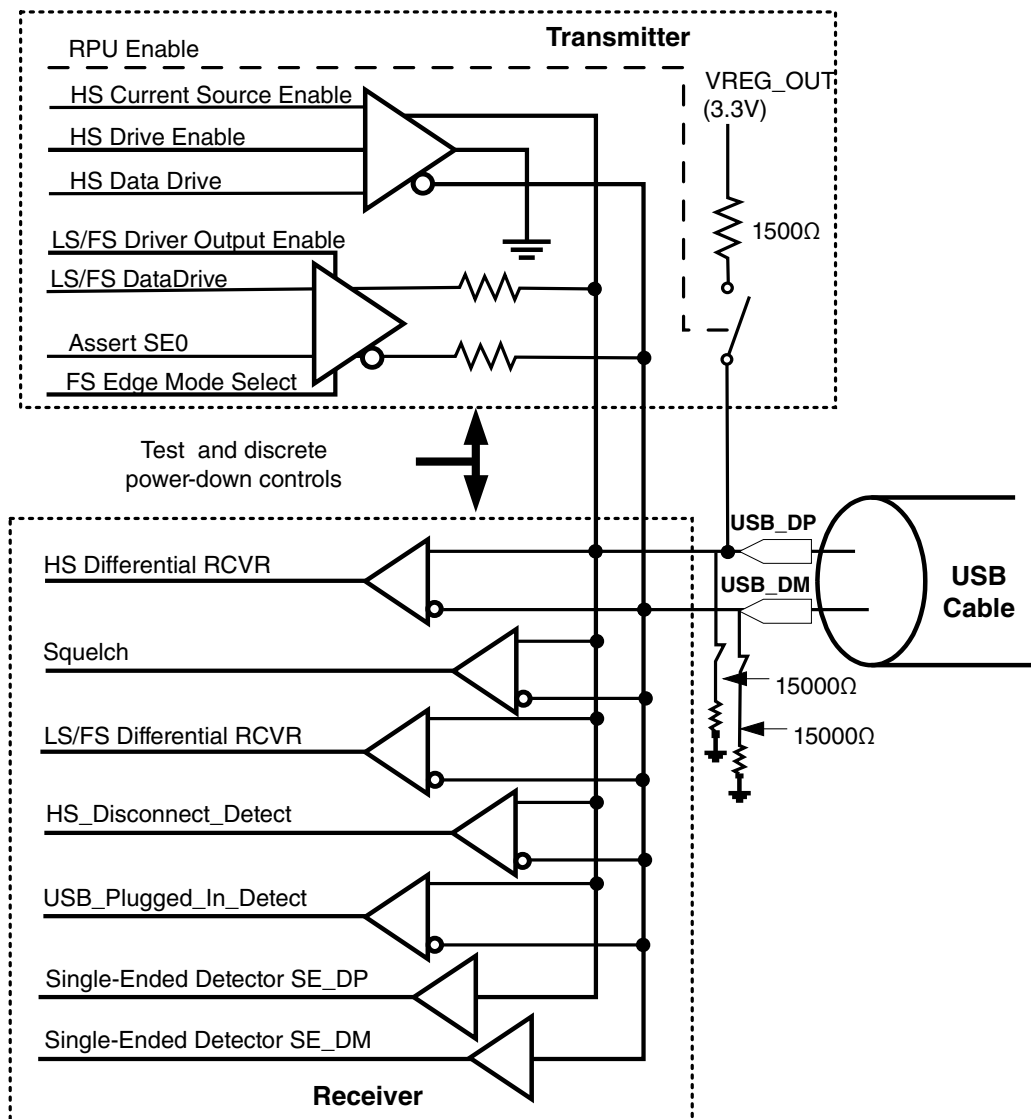 RPU Enable
Transmitter
HS Current Source Enable
VREG_OUT
(3.3V)
HS Drive Enable
HS Data Drive
1500Ω
LS/FS Driver Output Enable
LS/FS DataDrive
Assert SE0
FS Edge Mode Select
Test and discrete
power-down controls
USB_DP
HS Differential RCVR
USB_DM
USB
Cable
Squelch
15000Ω
LS/FS Differential RCVR
15000Ω
HS_Disconnect_Detect
USB_Plugged_In_Detect
Single-Ended Detector SE_DP
Single-Ended Detector SE_DM
Receiver